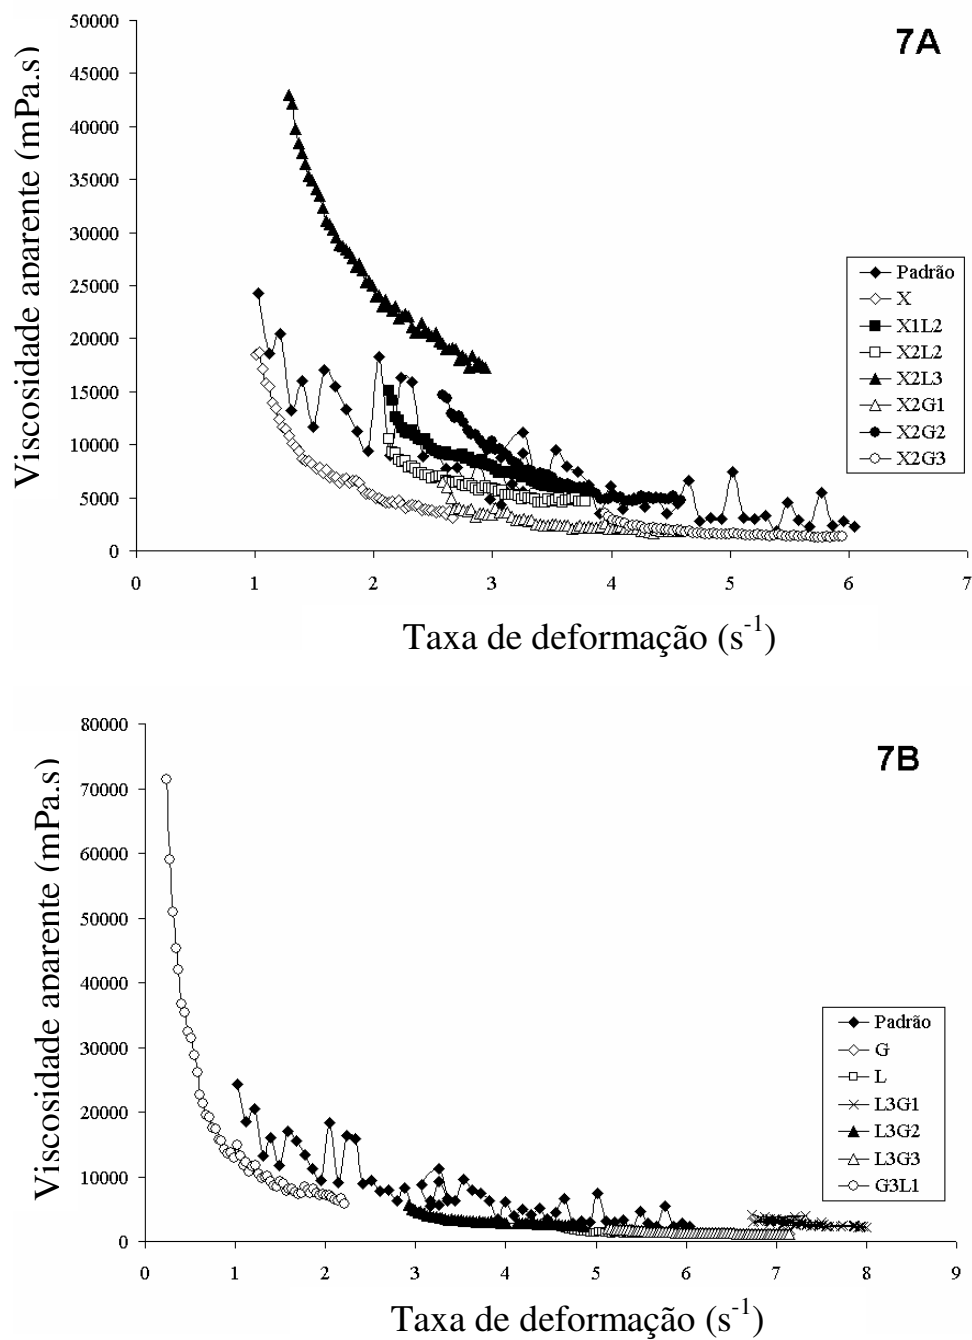 7A
Viscosidade aparente (mPa.s)
50000
45000
40000
35000
30000
25000
20000
15000
10000
5000
0
0 1 2 3 4 5 6 7
Taxa de deformação (s-1)
Padrão
X
X1L2
X2L2
X2L3
X2G1
X2G2
X2G3
7B
Viscosidade aparente (mPa.s)
80000
70000
60000
50000
40000
30000
20000
10000
0
0 1 2 3 4 5 6 7 8 9
Taxa de deformação (s-1)
Padrão
G
L
L3G1
L3G2
L3G3
G3L1